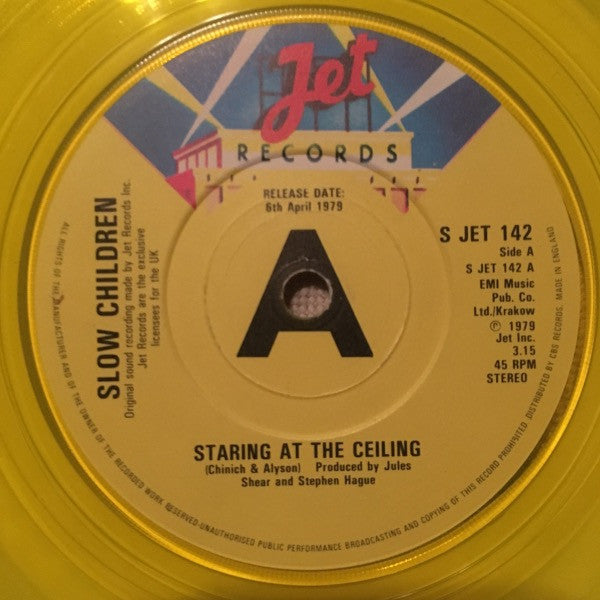 Jet
RECORDS
RELEASE DATE:
6th April 1979
A
SLOW CHILDREN
Original sound recording made by Jet Records Inc.
Jet Records are the exclusive
licensees for the UK
S JET 142
Side A
S JET 142 A
EMI Music
Pub. Co.
Ltd./Krakow
℗ 1979
Jet Inc.
3.15
45 RPM
STEREO
STARING AT THE CEILING
(Chinich & Alyson) Produced by Jules
Shear and Stephen Hague
ALL RIGHTS OF THE MANUFACTURER AND OF THE OWNER OF THE RECORDED WORK RESERVED-UNAUTHORISED PUBLIC PERFORMANCE BROADCASTING AND COPYING OF THIS RECORD PROHIBITED. DISTRIBUTED BY CBS RECORDS. MADE IN ENGLAND